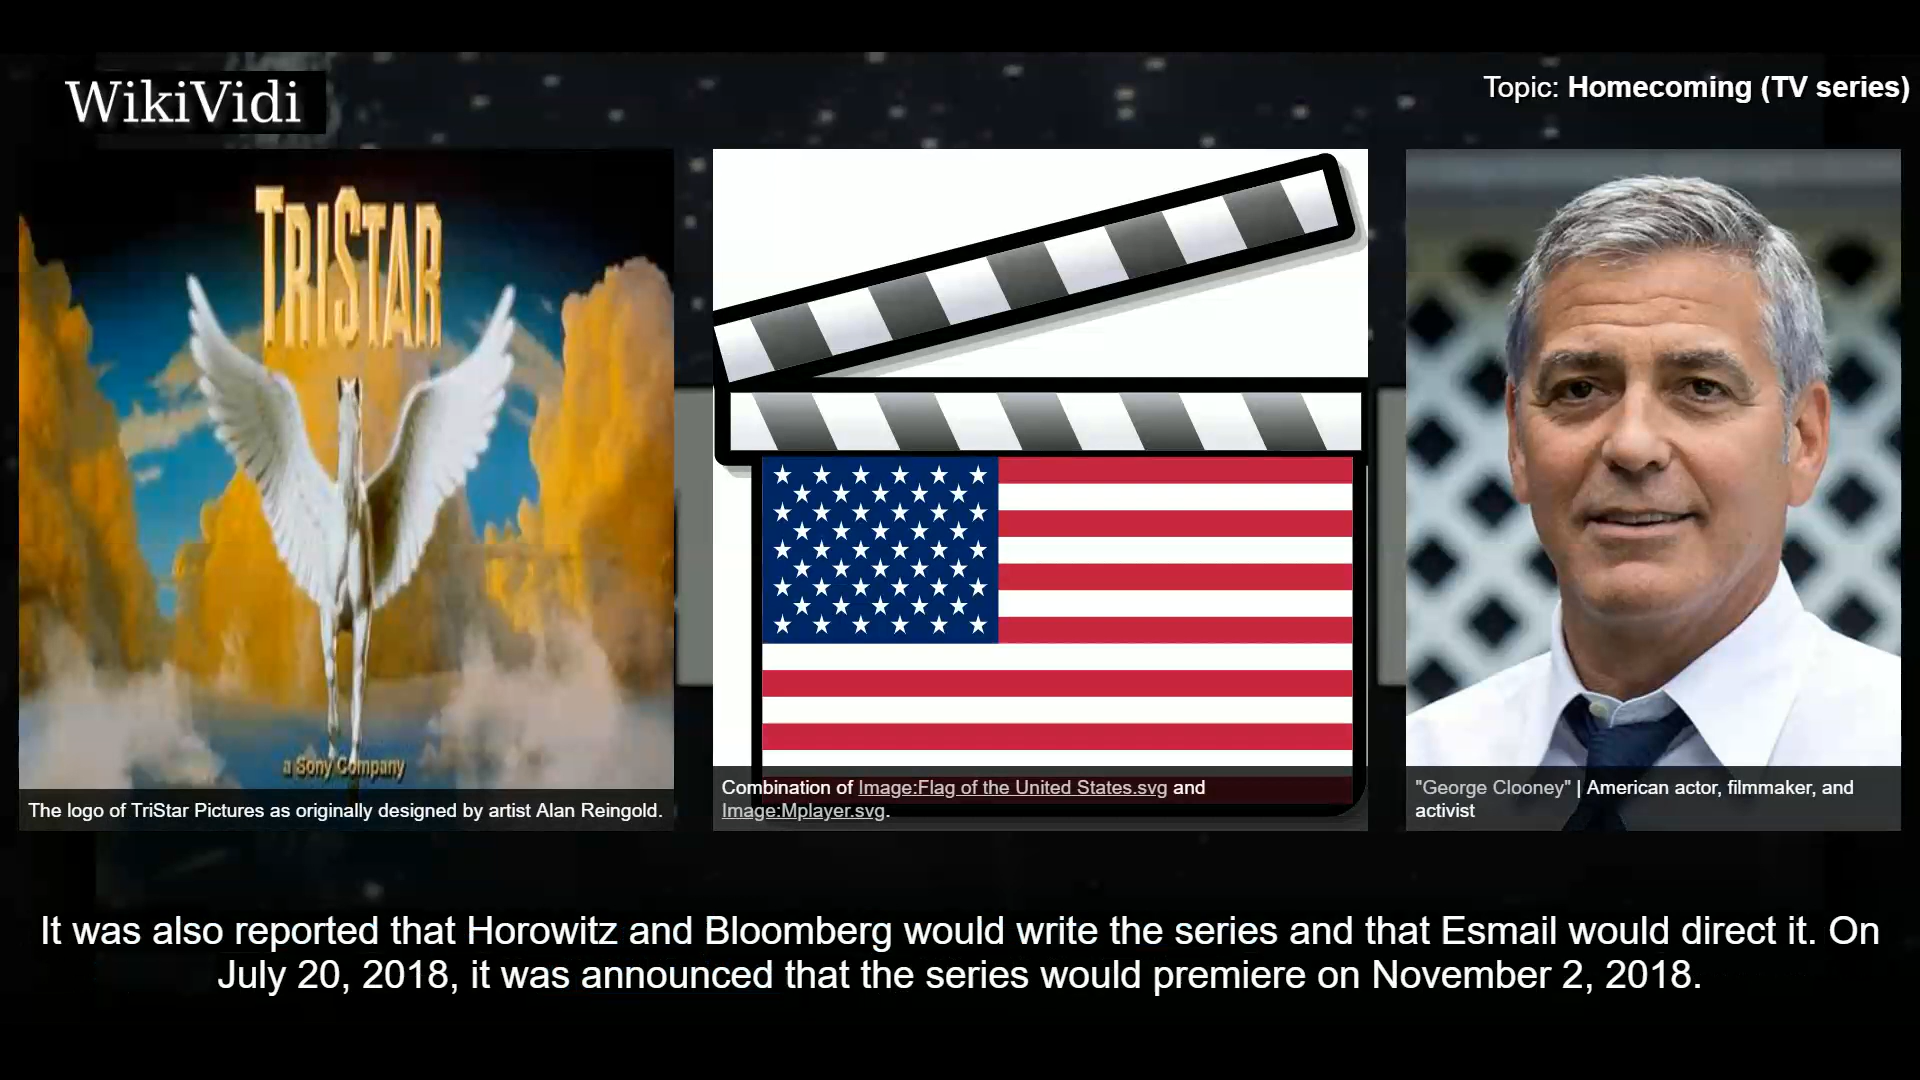 WikiVidi
Topic: Homecoming (TV series)
TRISTAR
a Sony Company
The logo of TriStar Pictures as originally designed by artist Alan Reingold.
Combination of Image:Flag of the United States.svg and
Image:Mplayer.svg.
"George Clooney" | American actor, filmmaker, and
activist
It was also reported that Horowitz and Bloomberg would write the series and that Esmail would direct it. On
July 20, 2018, it was announced that the series would premiere on November 2, 2018.